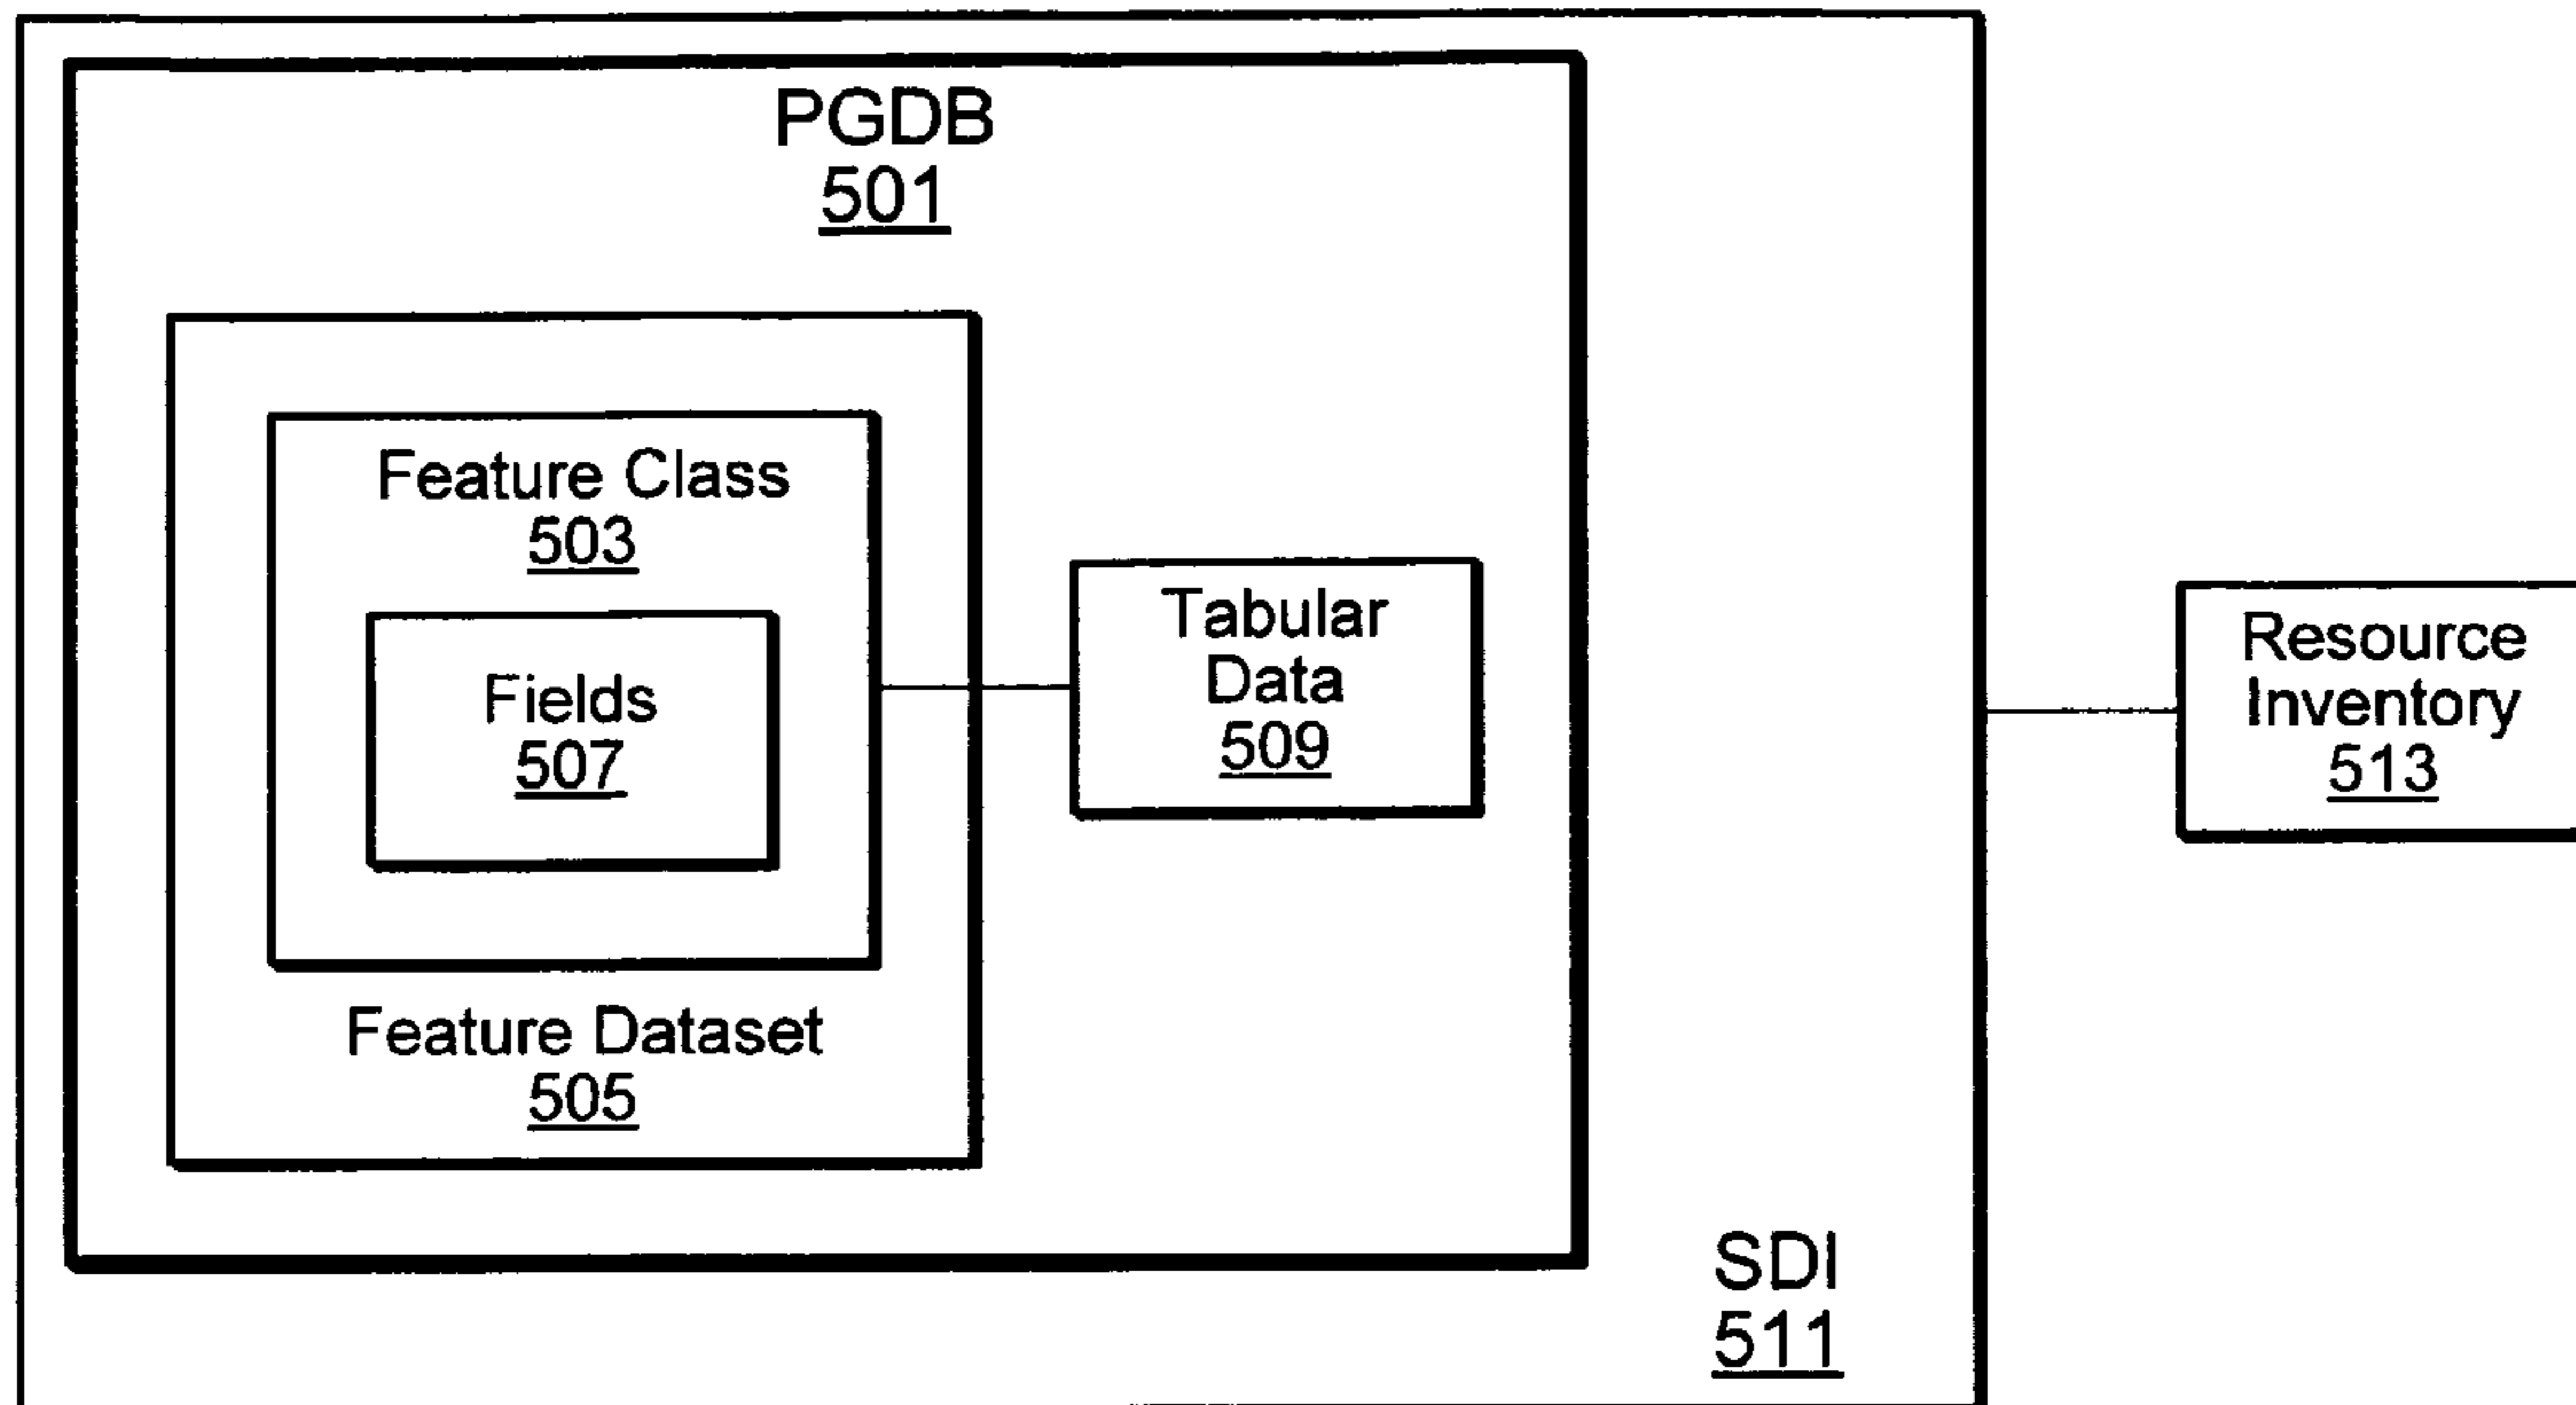 PGDB
501
Feature Class
503
Fields
507
Feature Dataset
505
Tabular
Data
509
SDI
511
Resource
Inventory
513